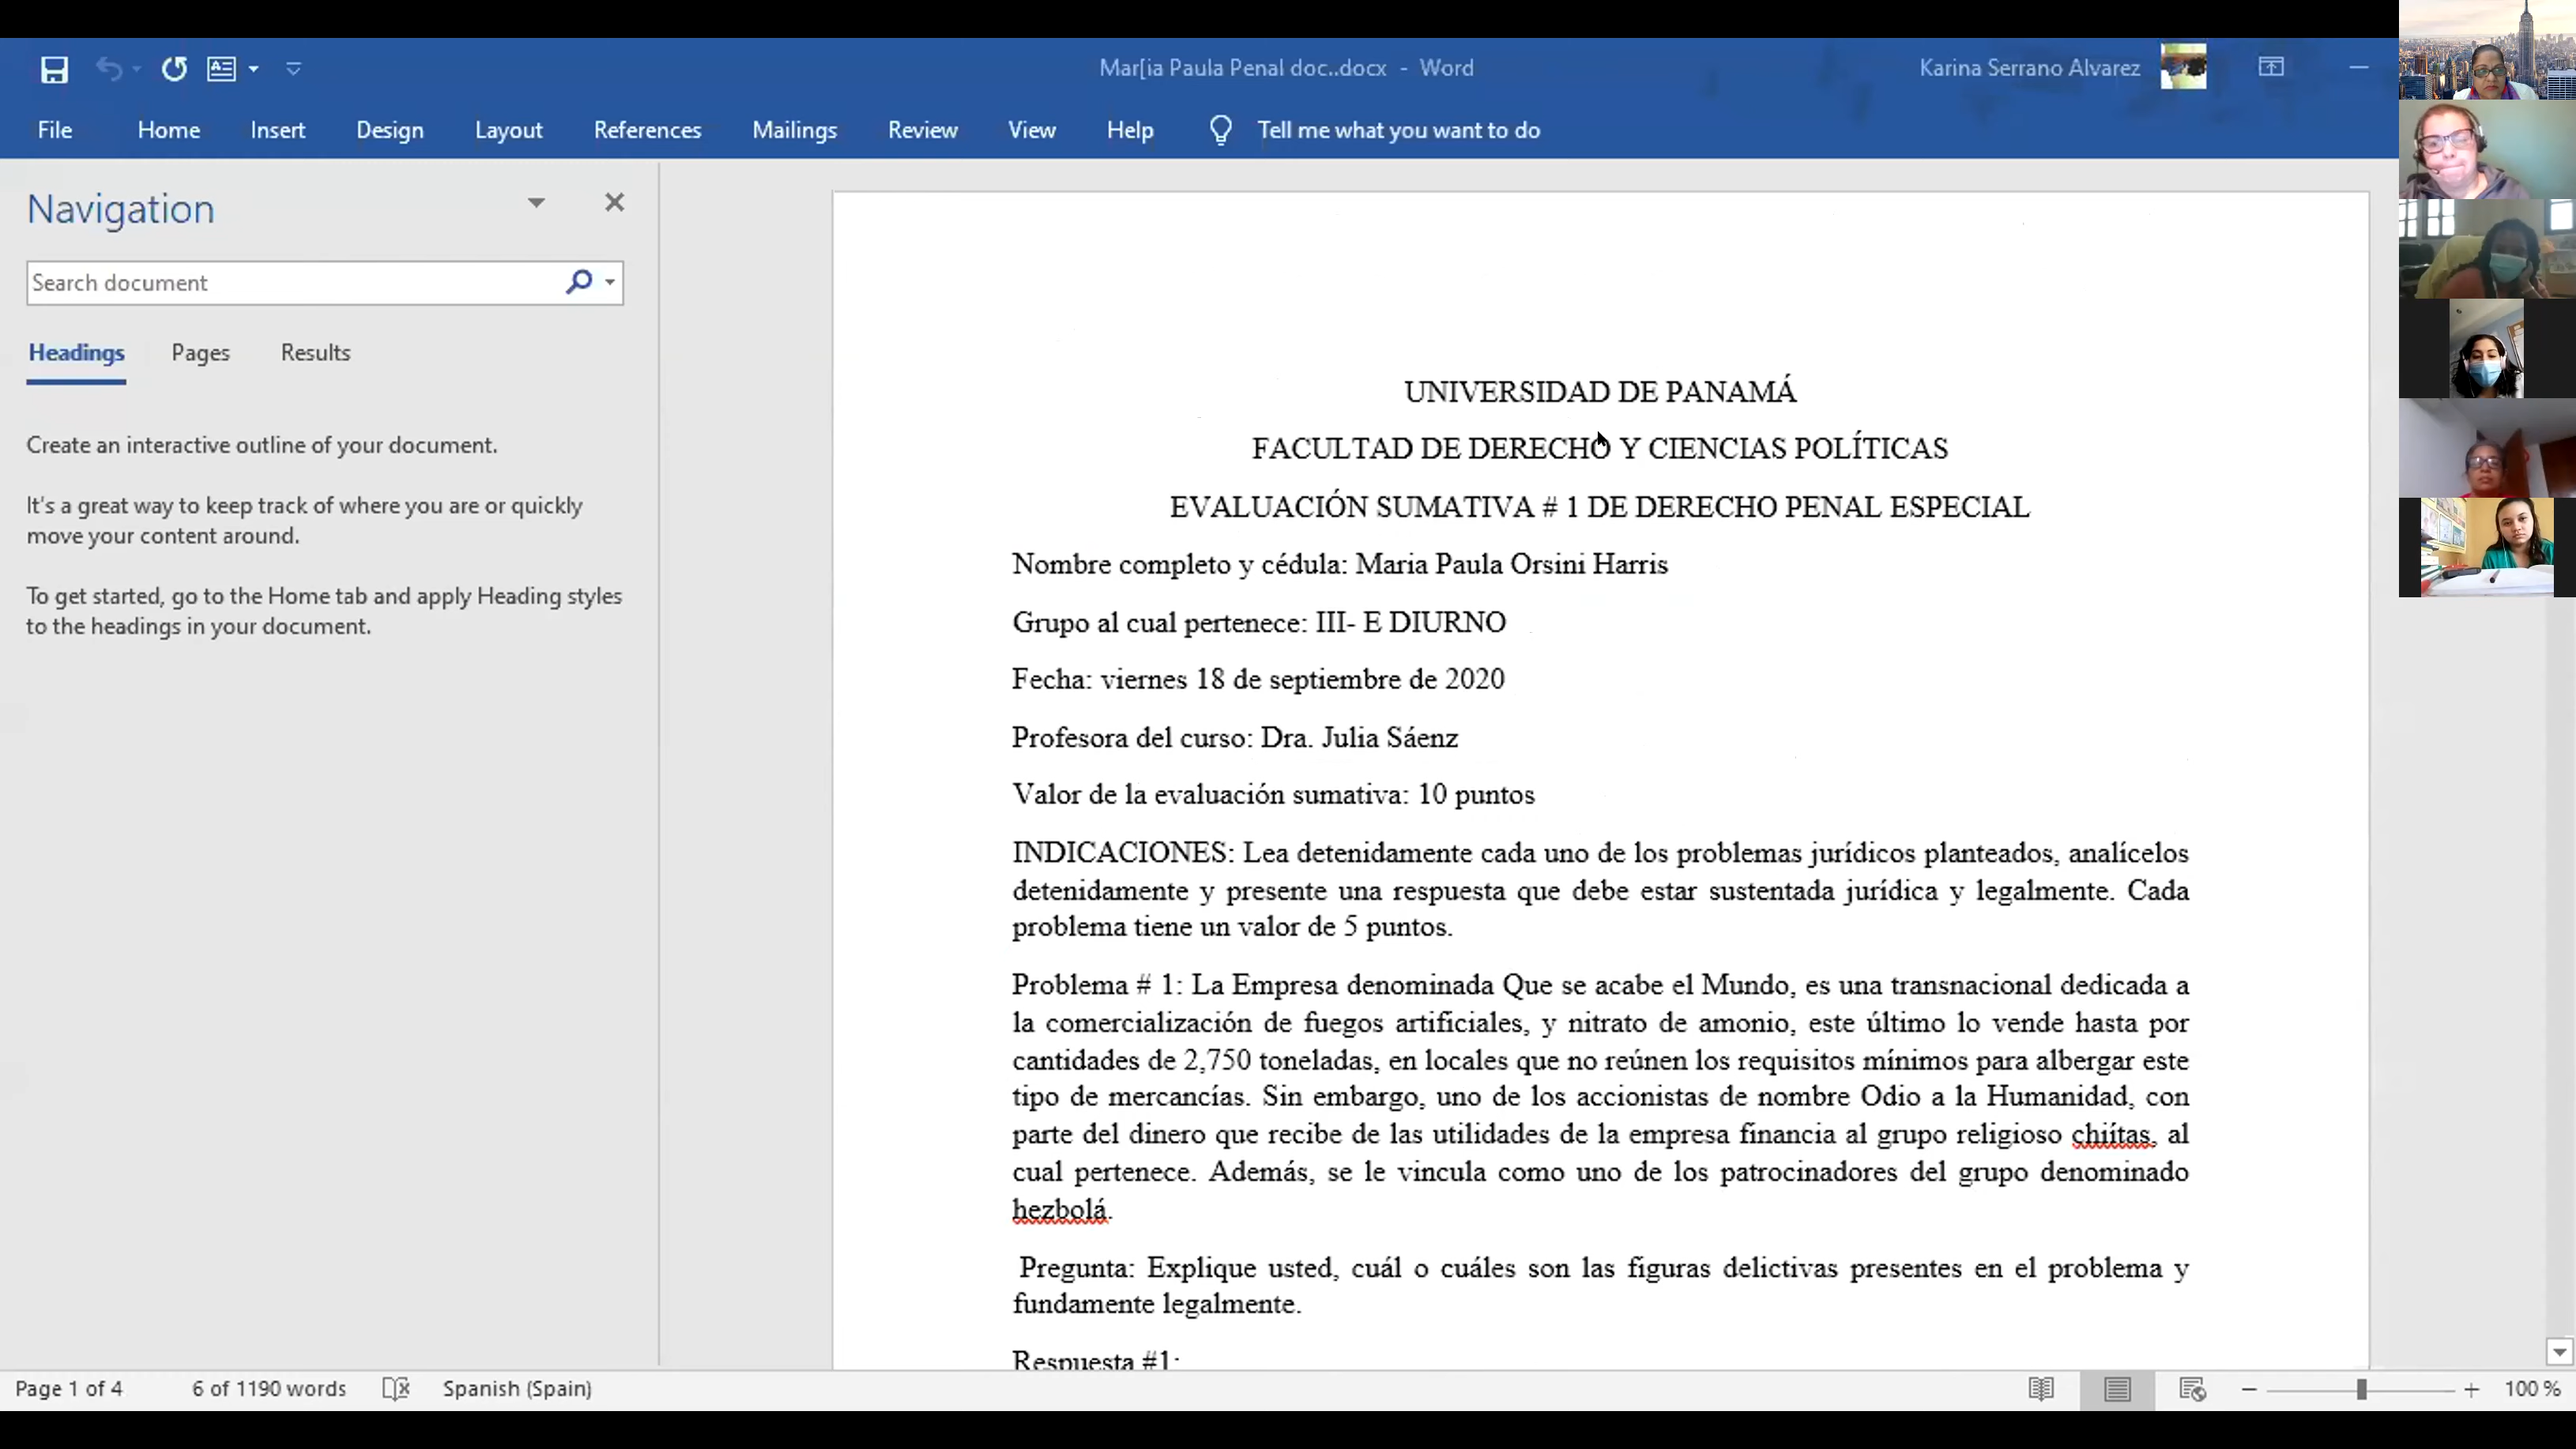 Mar[ia Paula Penal doc..docx - Word
Karina Serrano Alvarez
File Home Insert Design Layout References Mailings Review View Help Tell me what you want to do
Navigation
Search document
Headings Pages Results
Create an interactive outline of your document.
It's a great way to keep track of where you are or quickly
move your content around.
To get started, go to the Home tab and apply Heading styles
to the headings in your document.
UNIVERSIDAD DE PANAMÁ
FACULTAD DE DERECHO Y CIENCIAS POLÍTICAS
EVALUACIÓN SUMATIVA # 1 DE DERECHO PENAL ESPECIAL
Nombre completo y cédula: Maria Paula Orsini Harris
Grupo al cual pertenece: III- E DIURNO
Fecha: viernes 18 de septiembre de 2020
Profesora del curso: Dra. Julia Sáenz
Valor de la evaluación sumativa: 10 puntos
INDICACIONES: Lea detenidamente cada uno de los problemas jurídicos planteados, analícelos
detenidamente y presente una respuesta que debe estar sustentada jurídica y legalmente. Cada
problema tiene un valor de 5 puntos.
Problema # 1: La Empresa denominada Que se acabe el Mundo, es una transnacional dedicada a
la comercialización de fuegos artificiales, y nitrato de amonio, este último lo vende hasta por
cantidades de 2,750 toneladas, en locales que no reúnen los requisitos mínimos para albergar este
tipo de mercancías. Sin embargo, uno de los accionistas de nombre Odio a la Humanidad, con
parte del dinero que recibe de las utilidades de la empresa financia al grupo religioso chiítas, al
cual pertenece. Además, se le vincula como uno de los patrocinadores del grupo denominado
hezbolá.
Pregunta: Explique usted, cuál o cuáles son las figuras delictivas presentes en el problema y
fundamente legalmente.
Respuesta #1:
Page 1 of 4 6 of 1190 words Spanish (Spain) 100 %